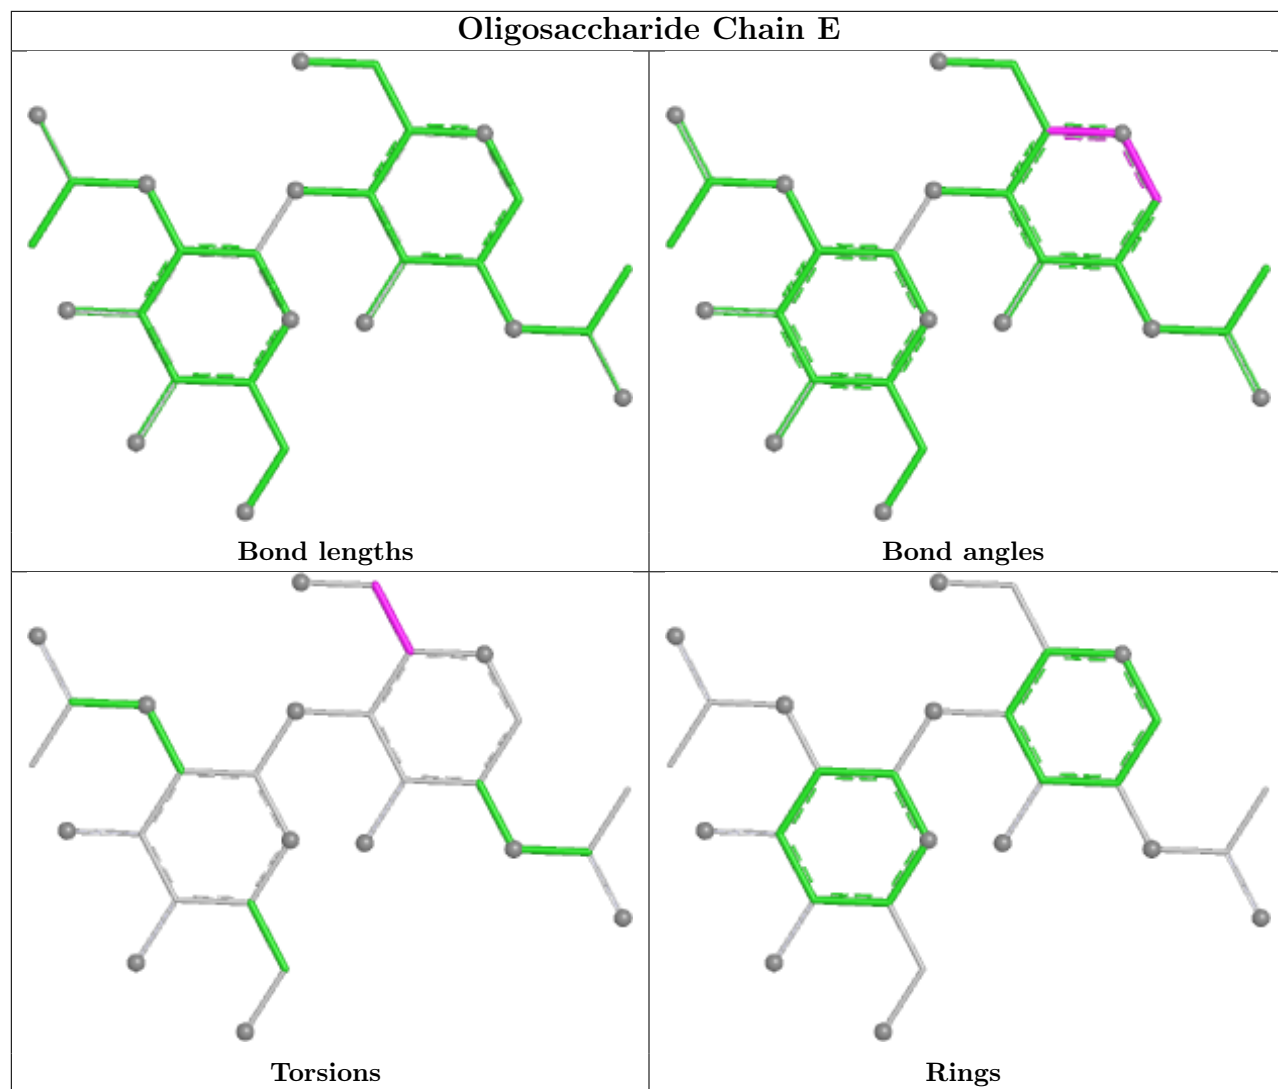 Oligosaccharide Chain E
Bond lengths
Bond angles
Torsions
Rings